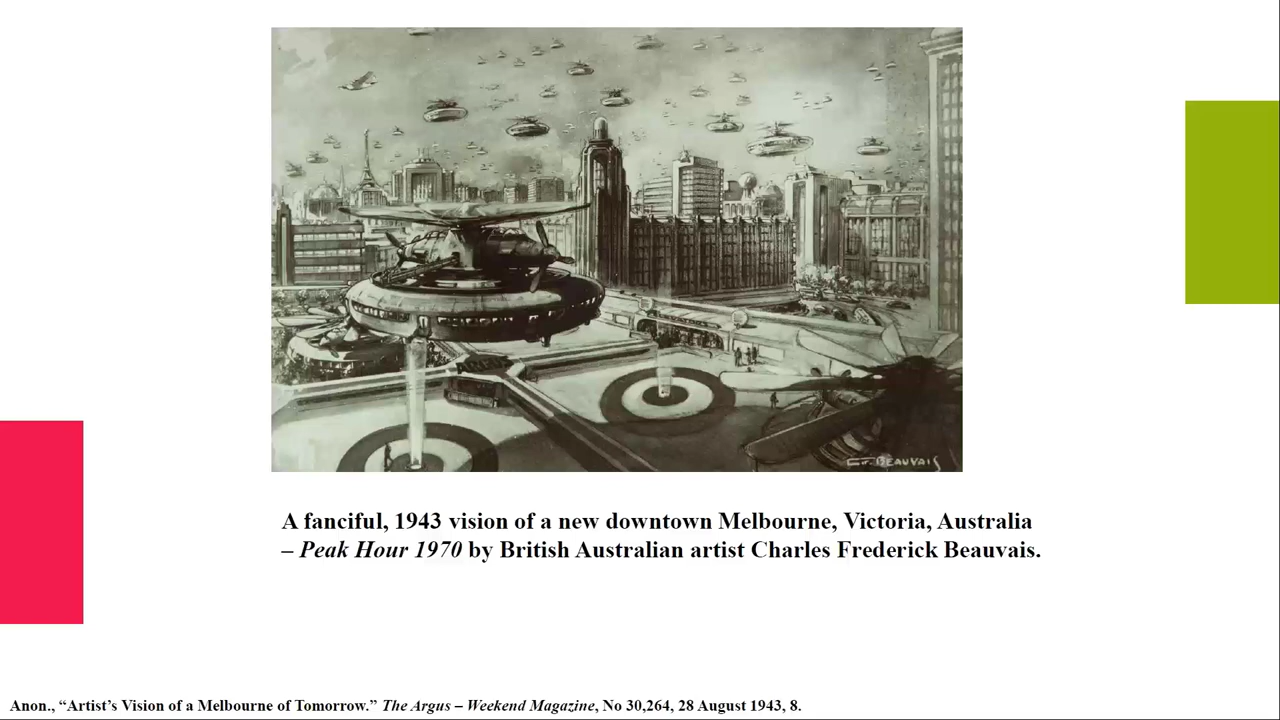 C.F. BEAUVAIS
A fanciful, 1943 vision of a new downtown Melbourne, Victoria, Australia
– Peak Hour 1970 by British Australian artist Charles Frederick Beauvais.
Anon., “Artist’s Vision of a Melbourne of Tomorrow.” The Argus – Weekend Magazine, No 30,264, 28 August 1943, 8.